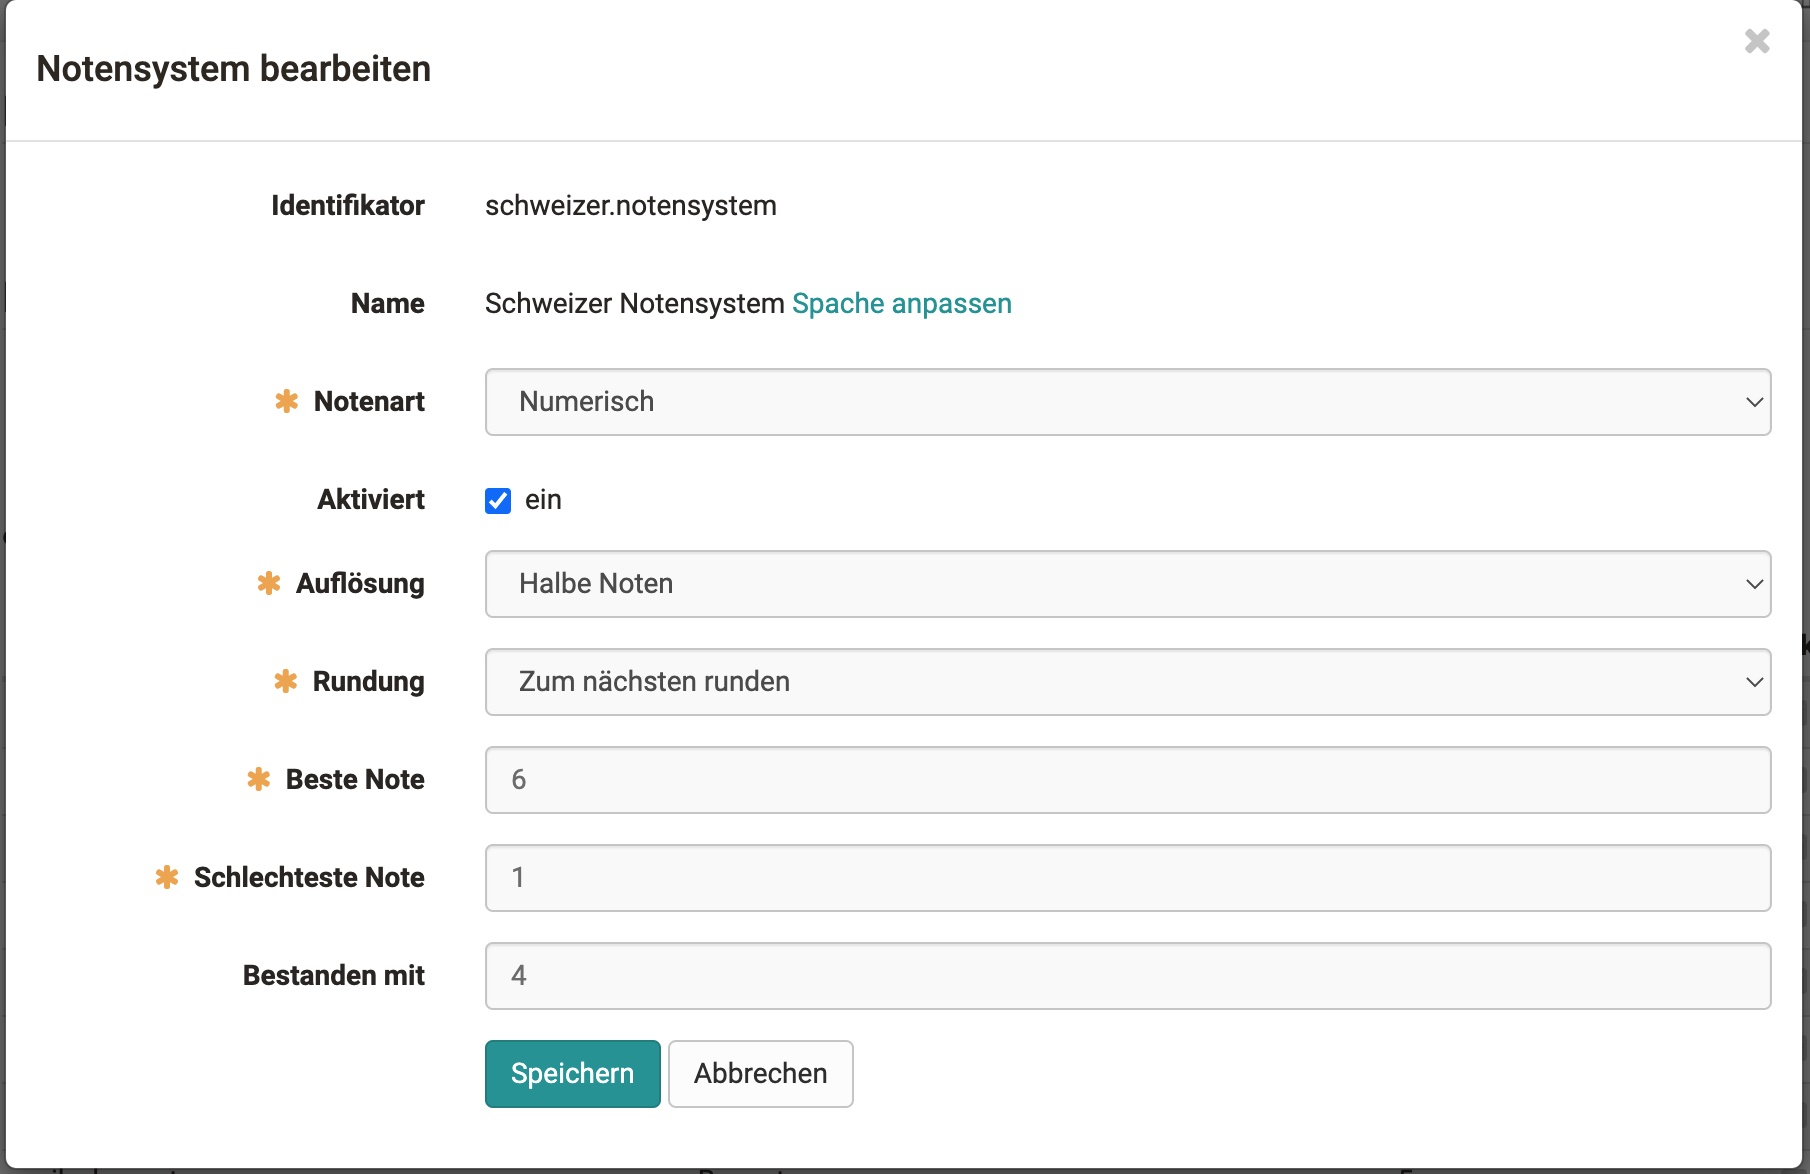 Notensystem bearbeiten
Identifikator schweizer.notensystem
Name Schweizer Notensystem Spache anpassen
✱ Notenart Numerisch
Aktiviert ein
✱ Auflösung Halbe Noten
✱ Rundung Zum nächsten runden
✱ Beste Note 6
✱ Schlechteste Note 1
Bestanden mit 4
Speichern Abbrechen